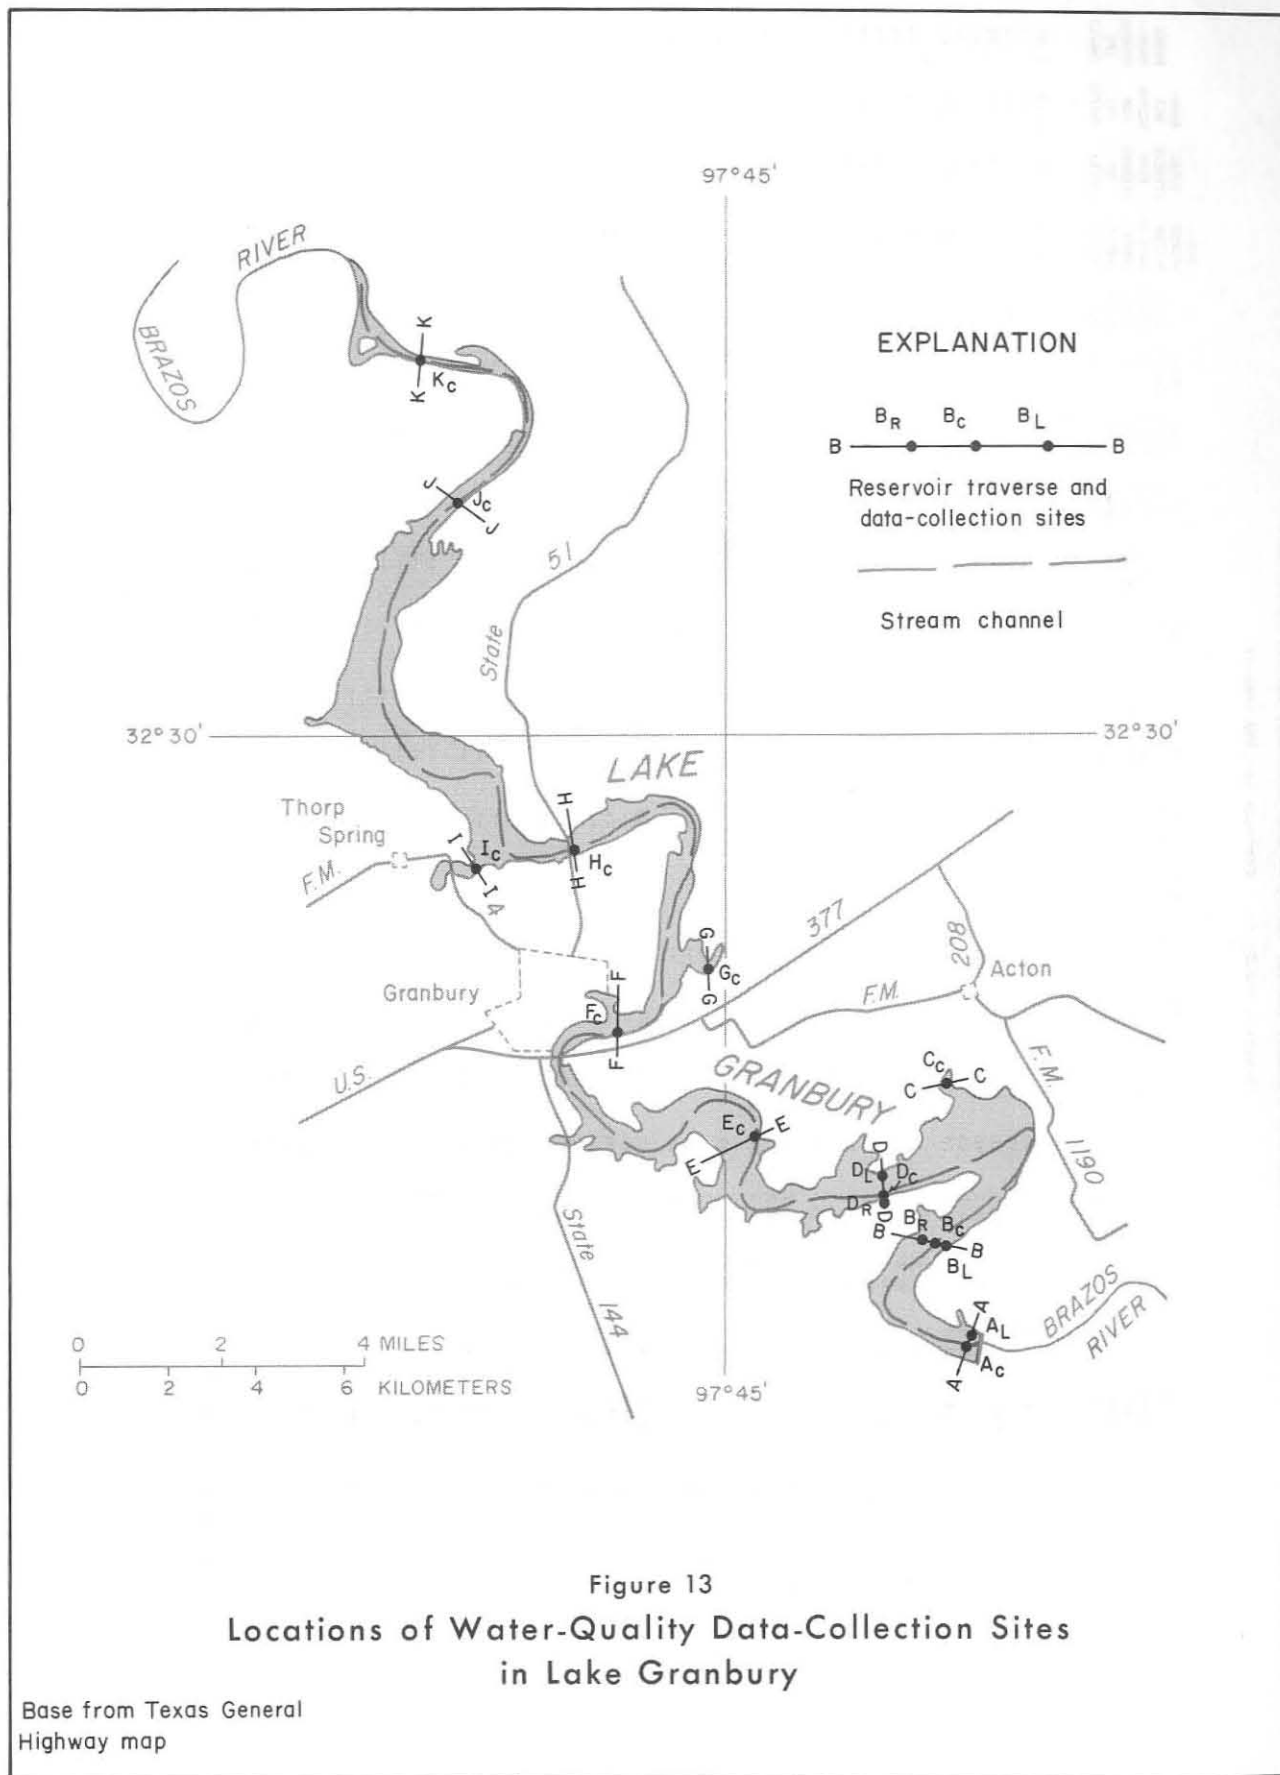 97°45'
RIVER
BRAZOS
K
K
Kc
EXPLANATION
BR Bc BL
B B
Reservoir traverse and
data-collection sites
Stream channel
J
Jc
J
51
State
32°30'
32°30'
LAKE
Thorp
Spring
F.M.
4
I
Ic
I
H
Hc
H
377
208
Acton
F.M.
G
Gc
G
Granbury
F
Fc
F
U.S.
GRANBURY
F.M.
1190
Cc
C C
Ec E
E
D
DL Dc
DR D
B BR Bc B
BL
State
144
A
AL
Ac
A
BRAZOS
RIVER
0 2 4 MILES
0 2 4 6 KILOMETERS
97°45'
Figure 13
Locations of Water-Quality Data-Collection Sites
in Lake Granbury
Base from Texas General
Highway map